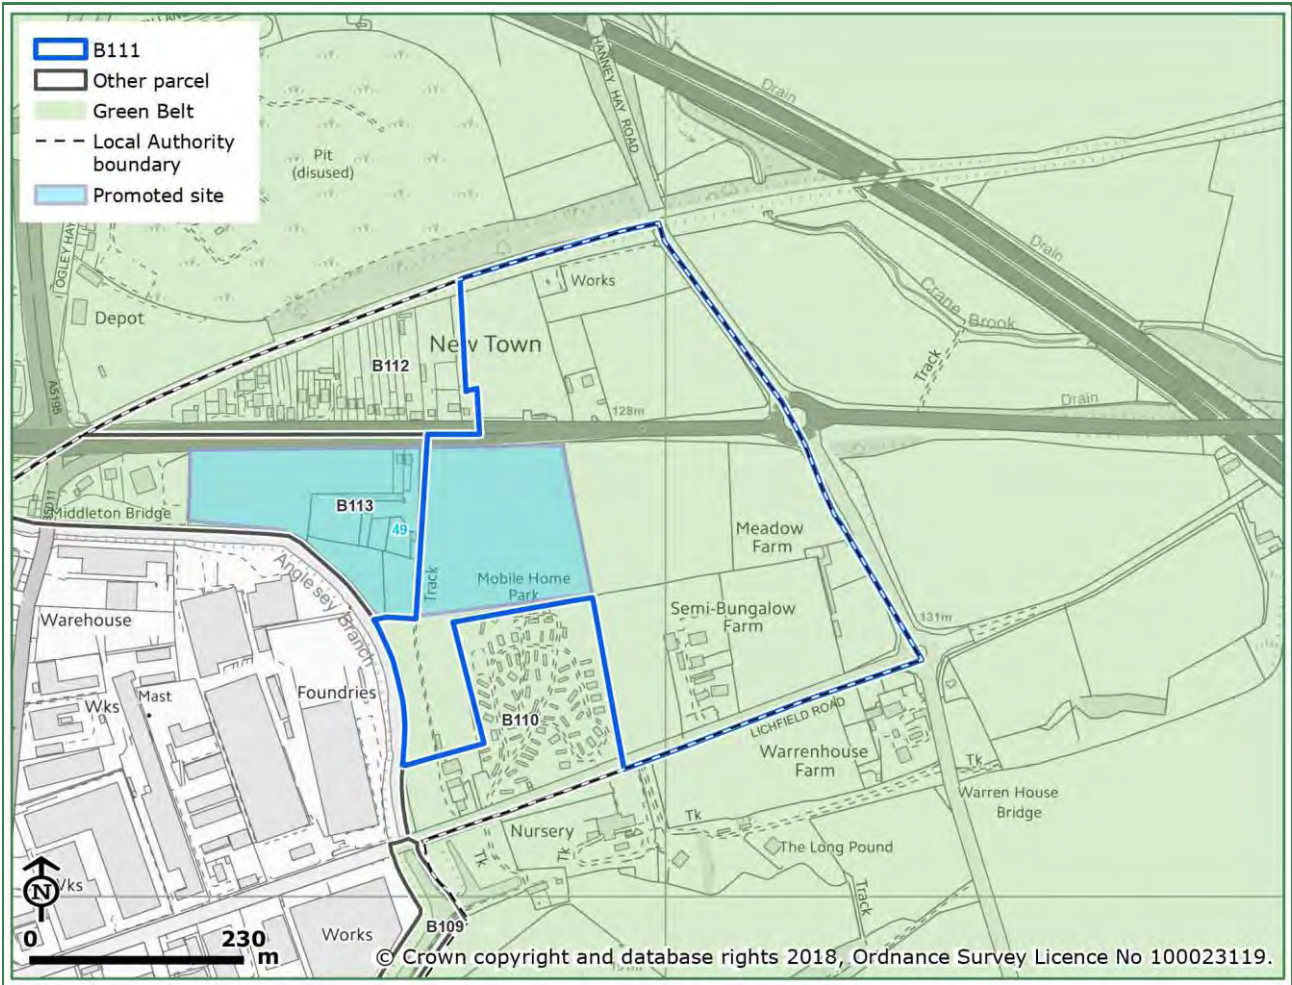 B111
Other parcel
Green Belt
Local Authority
boundary
Promoted site
Drain
HANNEY HAY ROAD
Pit
(disused)
Drain
Works
Crane Brook
Depot
New Town
B112
Track
A5195
128m
Drain
B113
49
Middleton Bridge
Meadow
Farm
Anglesey Branch
Track
Mobile Home
Park
Semi-Bungalow
Farm
131m
Warehouse
Mast
Wks
Foundries
B110
LICHFIELD ROAD
Warrenhouse
Farm
Tk
Warren House
Bridge
Tk
Nursery
Tk
Tk
The Long Pound
Track
N
Wks
B109
Works
0 230
m
© Crown copyright and database rights 2018, Ordnance Survey Licence No 100023119.